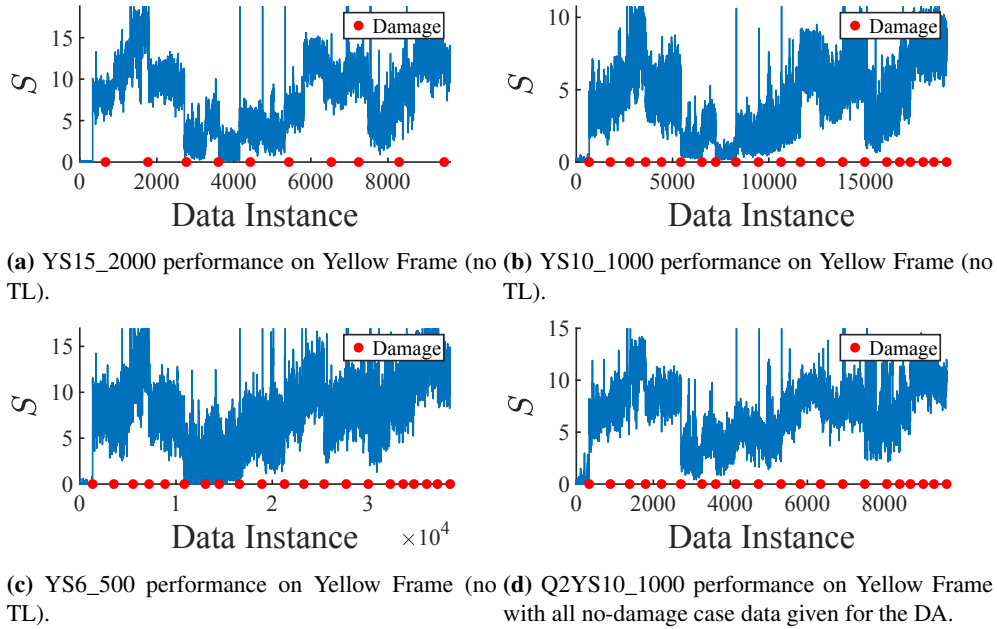 Damage
15
10
5
0
S
0 2000 4000 6000 8000
Data Instance
Damage
10
5
0
S
0 5000 10000 15000
Data Instance
(a) YS15_2000 performance on Yellow Frame (no
TL).
(b) YS10_1000 performance on Yellow Frame (no
TL).
Damage
15
10
5
0
S
0 1 2 3
×10⁴
Data Instance
Damage
15
10
5
0
S
0 2000 4000 6000 8000
Data Instance
(c) YS6_500 performance on Yellow Frame (no
TL).
(d) Q2YS10_1000 performance on Yellow Frame
with all no-damage case data given for the DA.